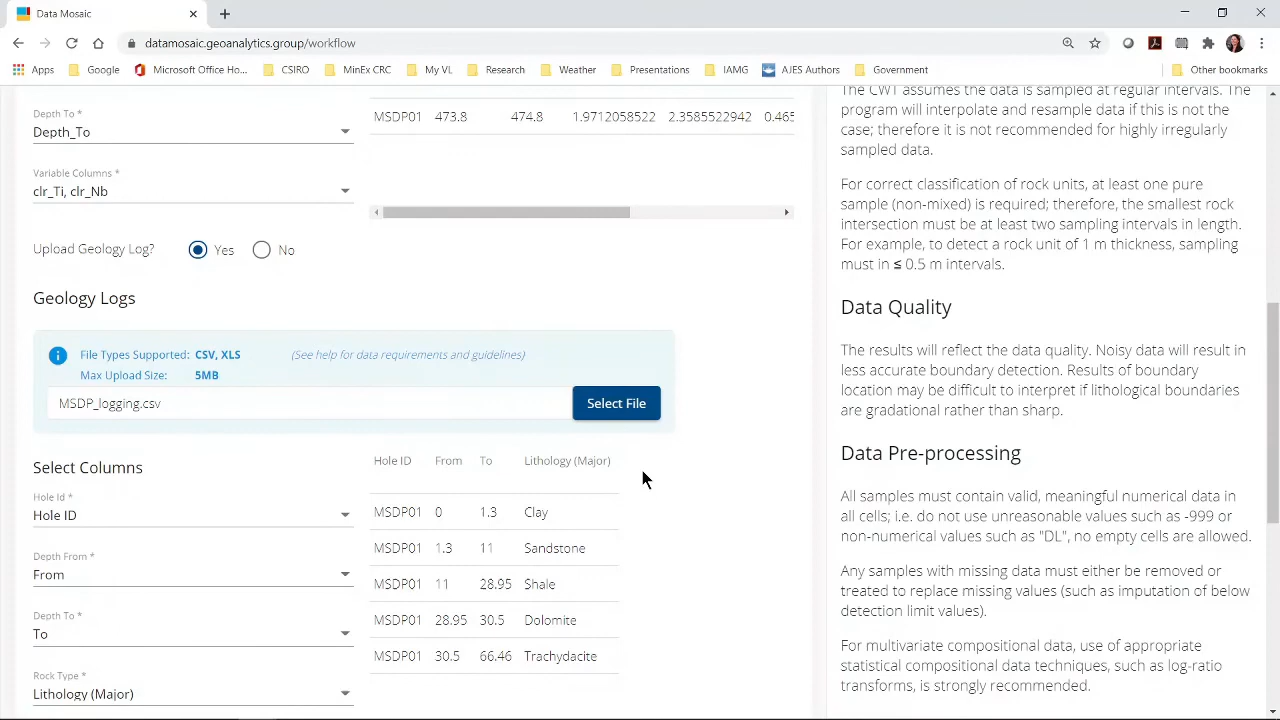 Data Mosaic
datamosaic.geoanalytics.group/workflow
Apps Google Microsoft Office Ho... CSIRO MinEx CRC My VL Research Weather Presentations IAMG AJES Authors Government Other bookmarks
Depth To *
Depth_To
MSDP01 473.8 474.8 1.9712058522 2.3585522942 0.465
Variable Columns *
clr_Ti, clr_Nb
Upload Geology Log? Yes No
Geology Logs
File Types Supported: CSV, XLS (See help for data requirements and guidelines)
Max Upload Size: 5MB
MSDP_logging.csv Select File
Select Columns
Hole Id *
Hole ID
Depth From *
From
Depth To *
To
Rock Type *
Lithology (Major)
Hole ID From To Lithology (Major)
MSDP01 0 1.3 Clay
MSDP01 1.3 11 Sandstone
MSDP01 11 28.95 Shale
MSDP01 28.95 30.5 Dolomite
MSDP01 30.5 66.46 Trachydacite
The CWT assumes the data is sampled at regular intervals. The
program will interpolate and resample data if this is not the
case; therefore it is not recommended for highly irregularly
sampled data.
For correct classification of rock units, at least one pure
sample (non-mixed) is required; therefore, the smallest rock
intersection must be at least two sampling intervals in length.
For example, to detect a rock unit of 1 m thickness, sampling
must in ≤ 0.5 m intervals.
Data Quality
The results will reflect the data quality. Noisy data will result in
less accurate boundary detection. Results of boundary
location may be difficult to interpret if lithological boundaries
are gradational rather than sharp.
Data Pre-processing
All samples must contain valid, meaningful numerical data in
all cells; i.e. do not use unreasonable values such as -999 or
non-numerical values such as "DL", no empty cells are allowed.
Any samples with missing data must either be removed or
treated to replace missing values (such as imputation of below
detection limit values).
For multivariate compositional data, use of appropriate
statistical compositional data techniques, such as log-ratio
transforms, is strongly recommended.